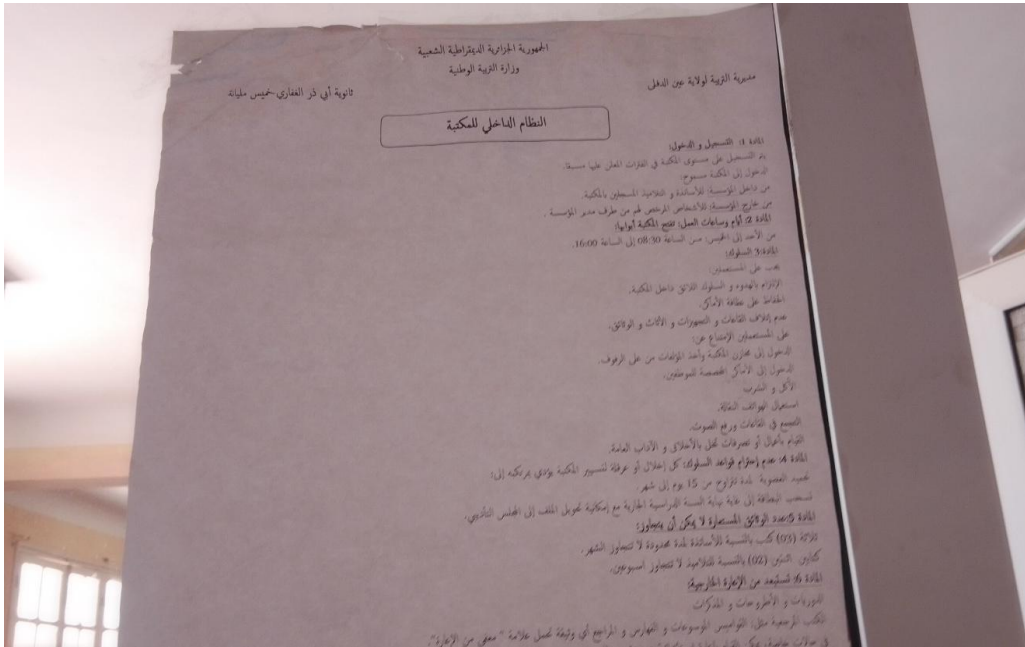 الجمهورية الجزائرية الديمقراطية الشعبية
وزارة التربية الوطنية
مديرية التربية لولاية عين الدفلى
ثانوية أبي ذر الغفاري-خميس مليانة
النظام الداخلي للمكتبة
المادة 1: التسجيل و الدخول:
يتم التسجيل على مستوى المكتبة في الفترات المعلن عليها مسبقا.
الدخول إلى المكتبة مسموح:
من داخل المؤسسة: للأساتذة و التلاميذ المسجلين بالمكتبة.
من خارج المؤسسة: للأشخاص المرخص لهم من طرف مدير المؤسسة .
المادة 2: أيام وساعات العمل: تفتح المكتبة أبوابها:
من الأحد إلى الخميس: من الساعة 08:30 إلى الساعة 16:00.
المادة:3 السلوك:
يجب على المستعملين:
الإلتزام بالهدوء و السلوك اللائق داخل المكتبة.
الحفاظ على نظافة الأماكن.
عدم إتلاف القاعات و التجهيزات و الأثاث و الوثائق.
على المستعملين الإمتناع عن:
الدخول إلى مخازن المكتبة وأخذ المؤلفات من على الرفوف.
الدخول إلى الأماكن المخصصة للموظفين.
الأكل و الشرب
استعمال الهواتف النقالة.
التجمع في القاعات ورفع الصوت.
القيام بأعمال أو تصرفات تخل بالأخلاق و الآداب العامة.
المادة 4: عدم إحترام قواعد السلوك: كل إخلال أو عرقلة لتسيير المكتبة يؤدي بمرتكبه إلى:
تجميد العضوية لمدة تتراوح من 15 يوم إلى شهر.
تسحب البطاقة إلى غاية نهاية السنة الدراسية الجارية مع إمكانية تحويل الملف إلى المجلس التأديبي.
المادة 5:عدد الوثائق المستعارة لا يمكن أن يتجاوز:
ثلاثة (03) كتب بالنسبة للأساتذة لمدة محدودة لا تتجاوز الشهر.
كتابين اثنين (02) بالنسبة للتلاميذ لا تتجاوز اسبوعين.
المادة 6: تستبعد من الإعارة الخارجية:
الدوريات و الأطروحات و المذكرات
الكتب المرجعية مثل: القواميس الموسوعات و الفهارس و المراجع أي وثيقة تحمل علامة " معفى من الإعارة".